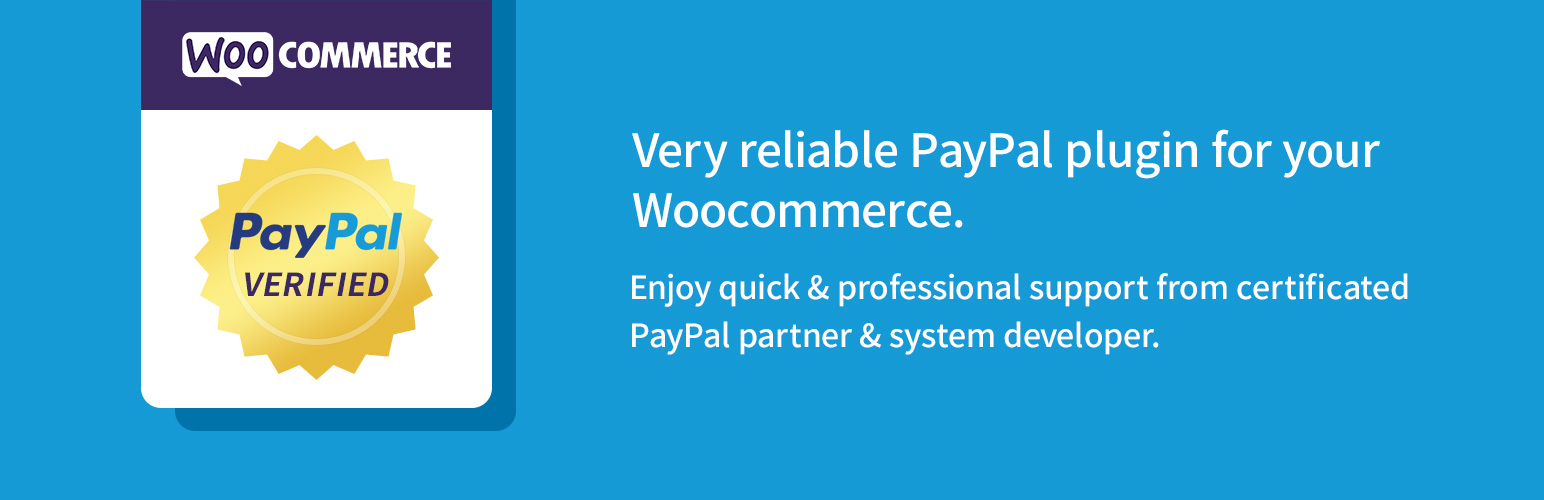 WOO COMMERCE
PayPal
VERIFIED
Very reliable PayPal plugin for your
Woocommerce.
Enjoy quick & professional support from certificated
PayPal partner & system developer.